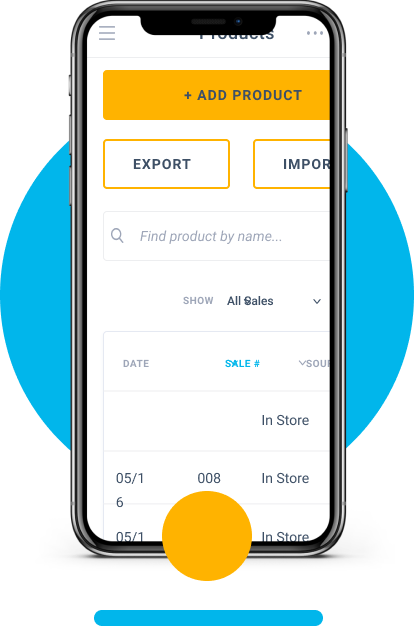 Products
+ ADD PRODUCT
EXPORT IMPOR
Find product by name...
SHOW All Sales
DATE SALE # SOUR
In Store
05/16 008 In Store
05/1 In Store